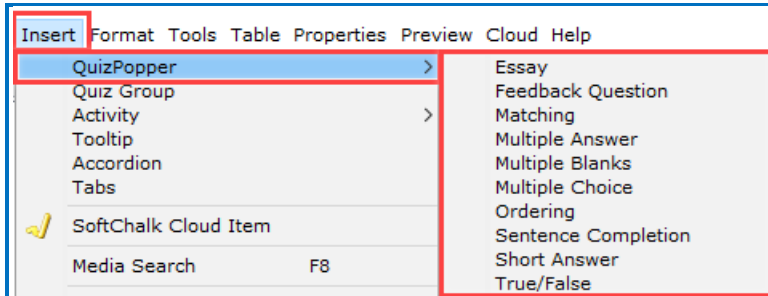 Insert Format Tools Table Properties Preview Cloud Help
QuizPopper
Quiz Group
Activity
Tooltip
Accordion
Tabs
SoftChalk Cloud Item
Media Search F8
Essay
Feedback Question
Matching
Multiple Answer
Multiple Blanks
Multiple Choice
Ordering
Sentence Completion
Short Answer
True/False